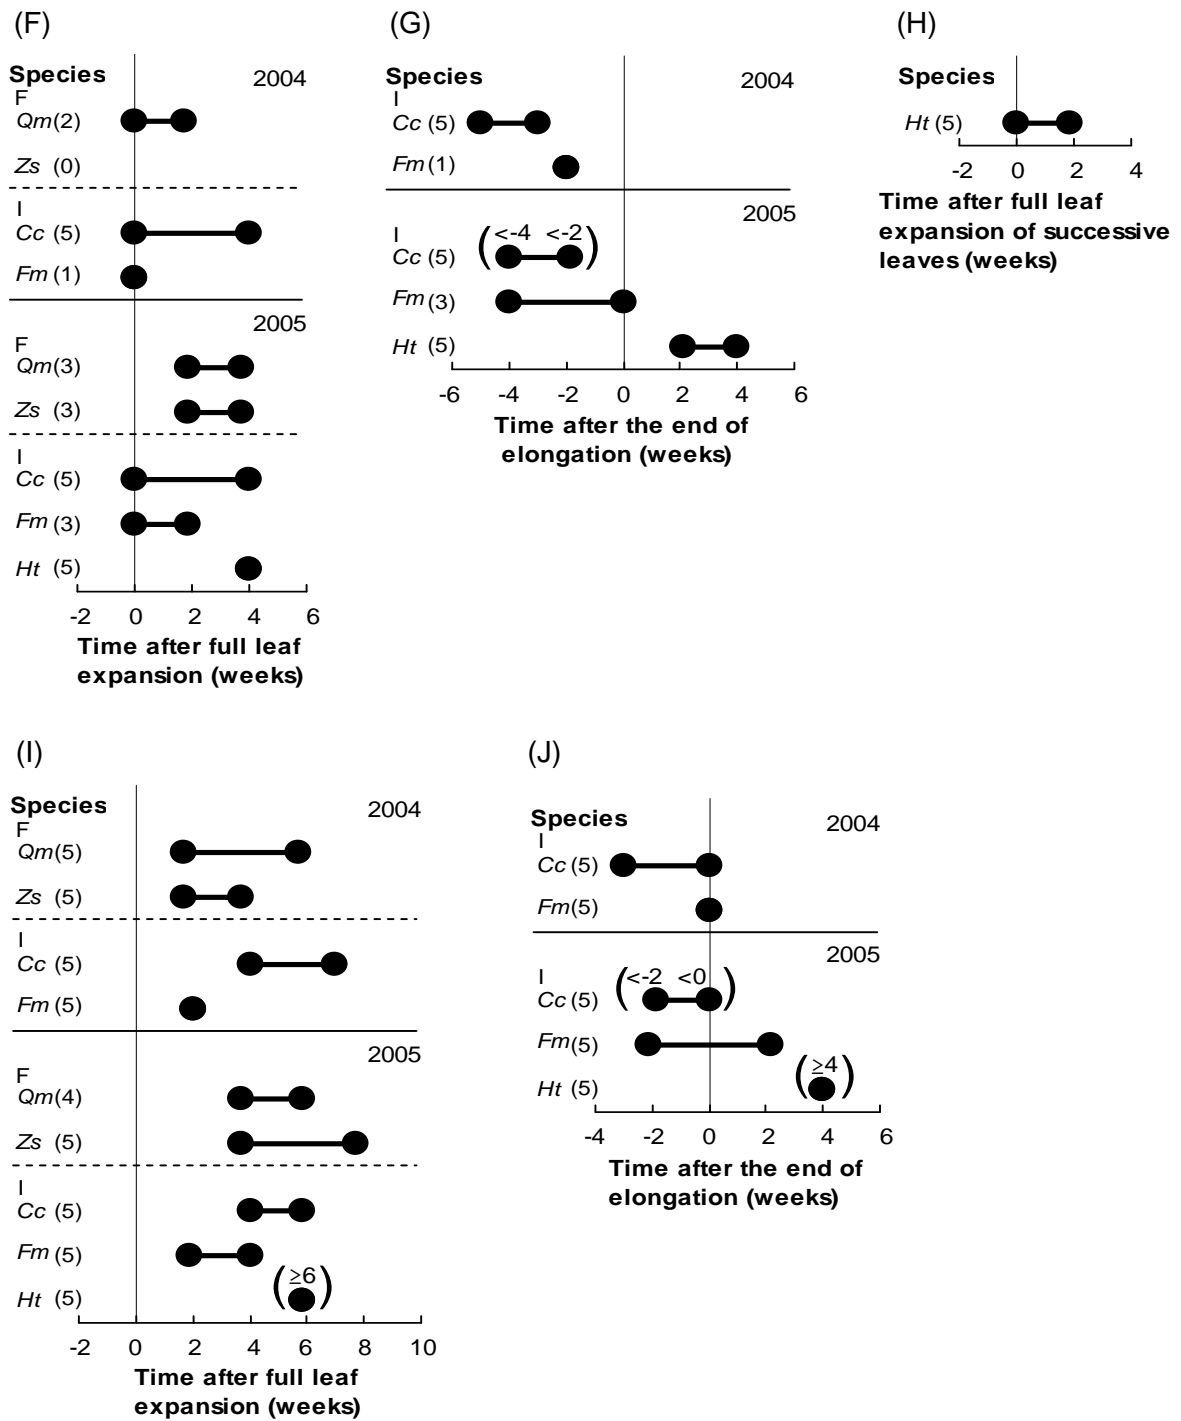 (F)
Species
2004
F
Qm(2)
Zs (0)
I
Cc (5)
Fm (1)
2005
F
Qm(3)
Zs (3)
I
Cc (5)
Fm (3)
Ht (5)
-2 0 2 4 6
Time after full leaf
expansion (weeks)
(G)
Species
2004
I
Cc (5)
Fm(1)
2005
I
(<-4 <-2)
Cc (5)
Fm(3)
Ht (5)
-6 -4 -2 0 2 4 6
Time after the end of
elongation (weeks)
(H)
Species
Ht (5)
-2 0 2 4
Time after full leaf
expansion of successive
leaves (weeks)
(I)
Species
2004
F
Qm(5)
Zs (5)
I
Cc (5)
Fm (5)
2005
F
Qm(4)
Zs (5)
I
Cc (5)
Fm (5)
(≥6)
Ht (5)
-2 0 2 4 6 8 10
Time after full leaf
expansion (weeks)
(J)
Species
2004
I
Cc (5)
Fm(5)
2005
I
(<-2 <0)
Cc (5)
Fm(5)
(≥4)
Ht (5)
-4 -2 0 2 4 6
Time after the end of
elongation (weeks)